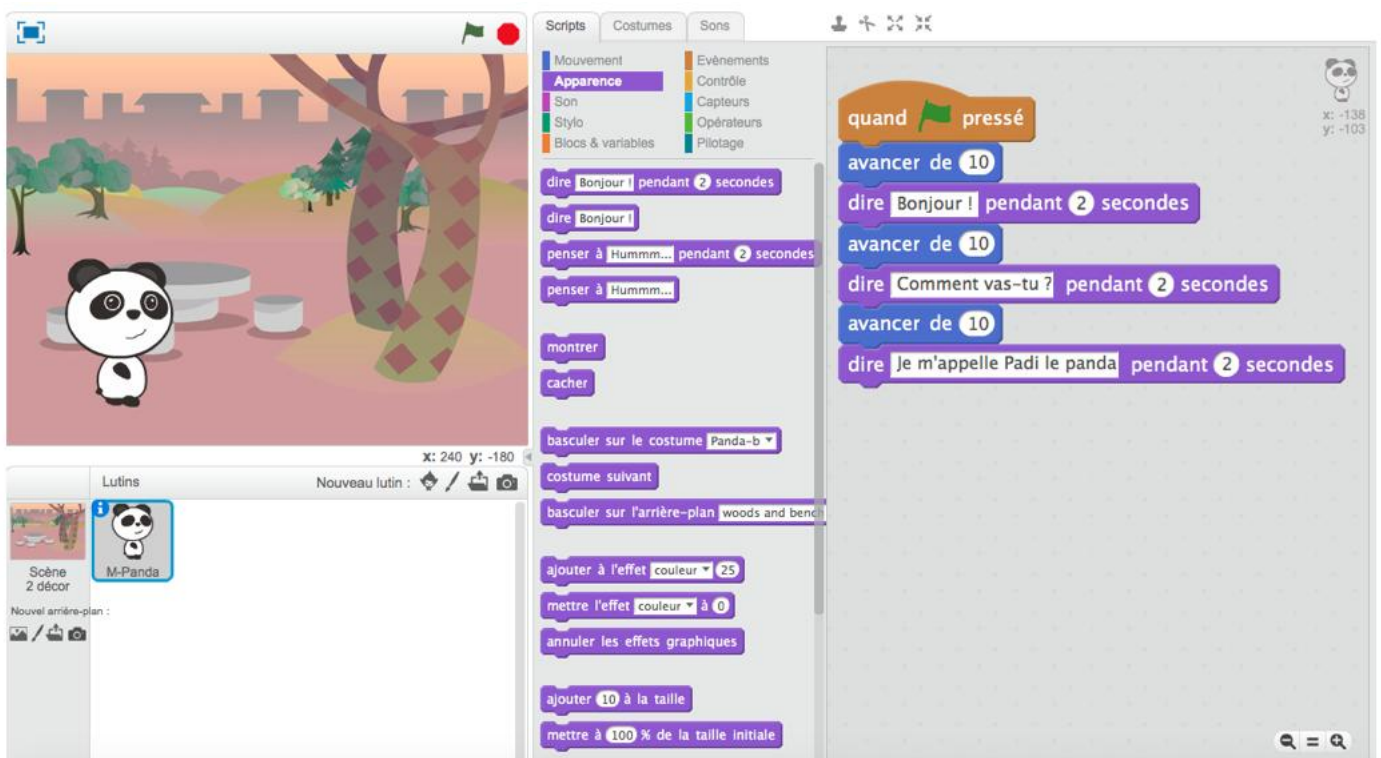 Scripts
Costumes
Sons
Mouvement
Apparence
Son
Stylo
Blocs & variables
Evènements
Contrôle
Capteurs
Opérateurs
Pilotage
dire Bonjour ! pendant 2 secondes
dire Bonjour !
penser à Hummm... pendant 2 secondes
penser à Hummm...
montrer
cacher
basculer sur le costume Panda-b
costume suivant
basculer sur l'arrière-plan woods and bench
ajouter à l'effet couleur 25
mettre l'effet couleur à 0
annuler les effets graphiques
ajouter 10 à la taille
mettre à 100 % de la taille initiale
quand pressé
avancer de 10
dire Bonjour ! pendant 2 secondes
avancer de 10
dire Comment vas-tu ? pendant 2 secondes
avancer de 10
dire Je m'appelle Padi le panda pendant 2 secondes
x: -138
y: -103
x: 240 y: -180
Lutins
Nouveau lutin :
Scène
2 décor
M-Panda
Nouvel arrière-plan :